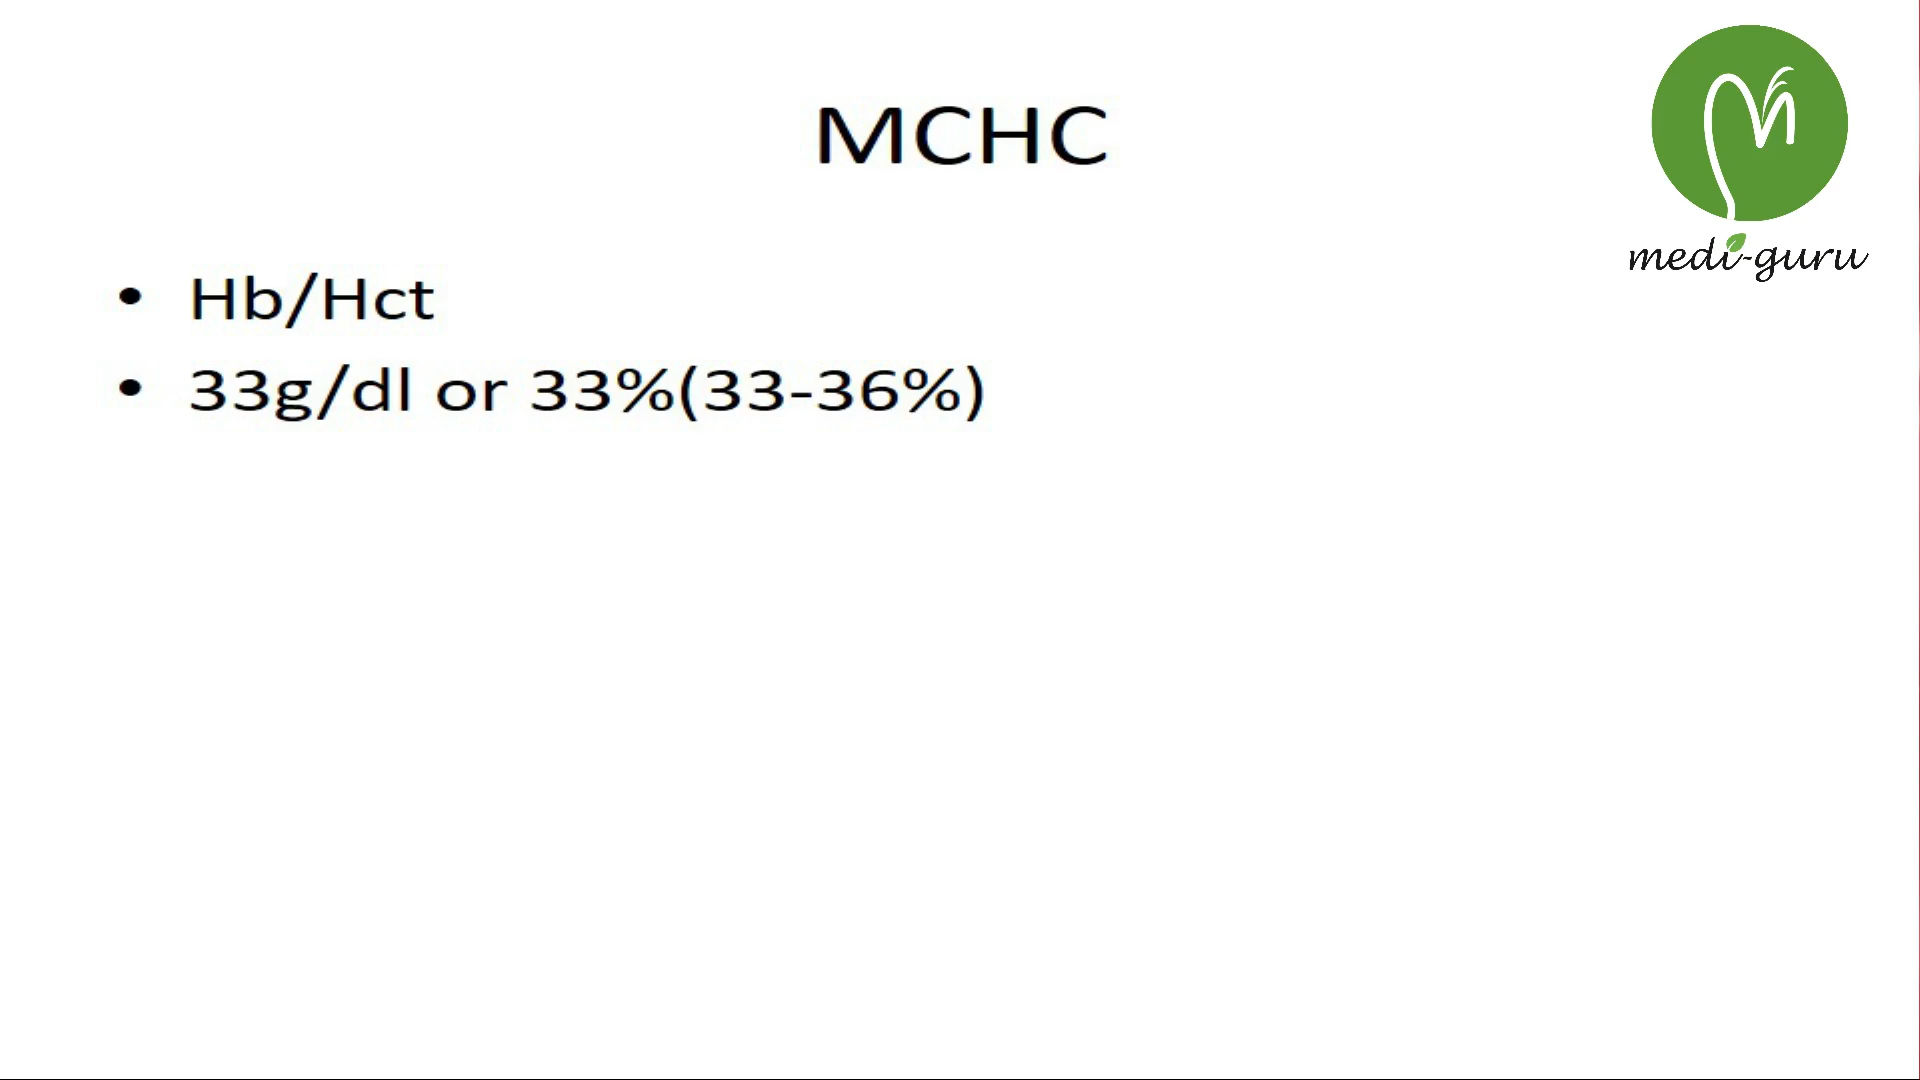 MCHC
medi-guru
• Hb/Hct
• 33g/dl or 33%(33-36%)